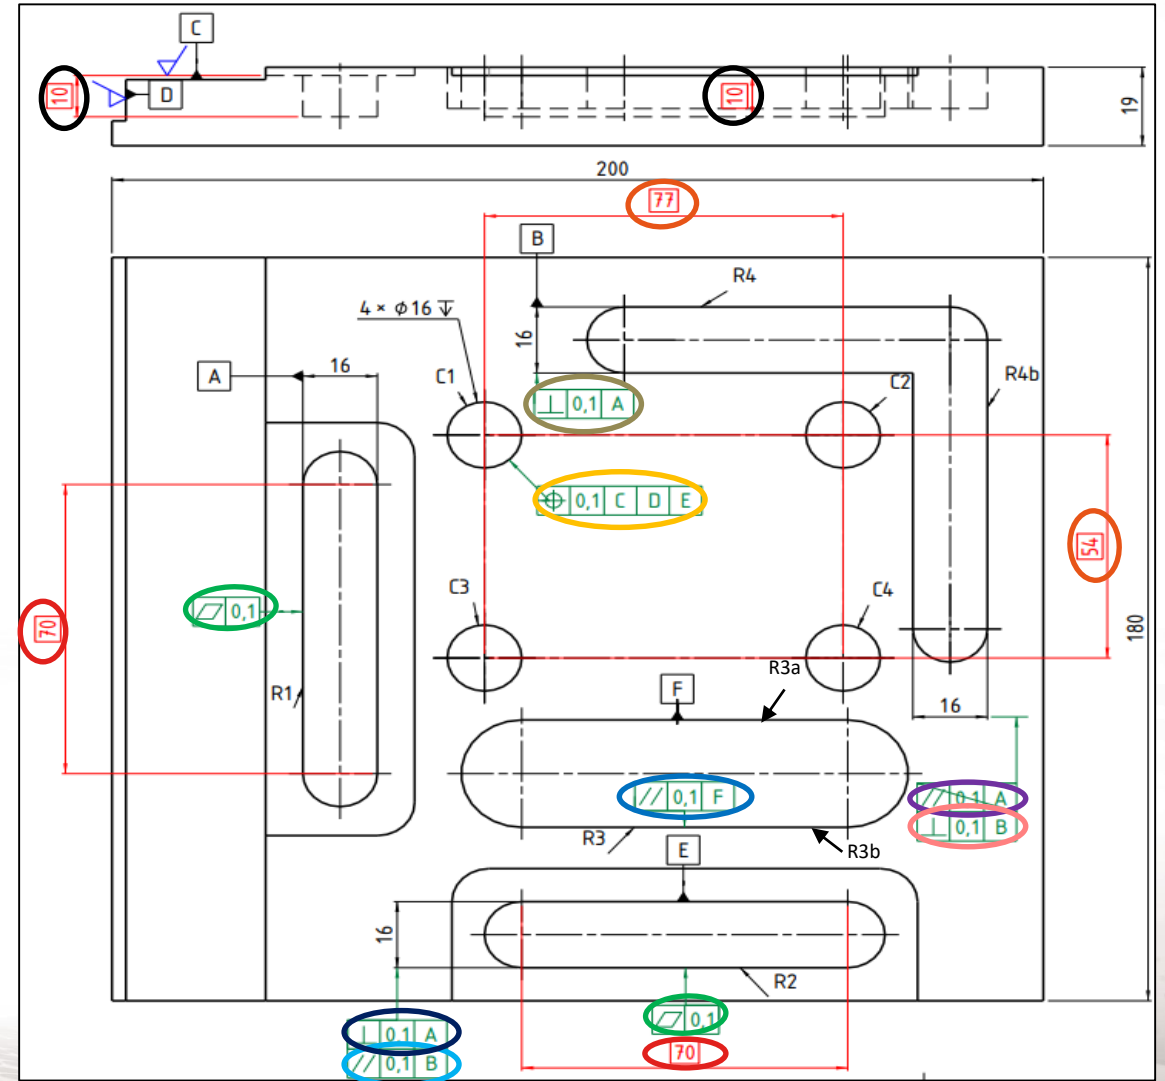 C
10
D
10
19
200
77
B
R4
4 × ⌀16 ↧
16
A
16
C1
C2
R4b
⟂ 0,1 A
⌖ 0,1 C D E
54
C3
C4
⏥ 0,1
70
180
R3a
R1
F
16
// 0,1 F
// 0,1 A
R3
⟂ 0,1 B
E
R3b
16
R2
⏥ 0,1
⟂ 0,1 A
70
// 0,1 B